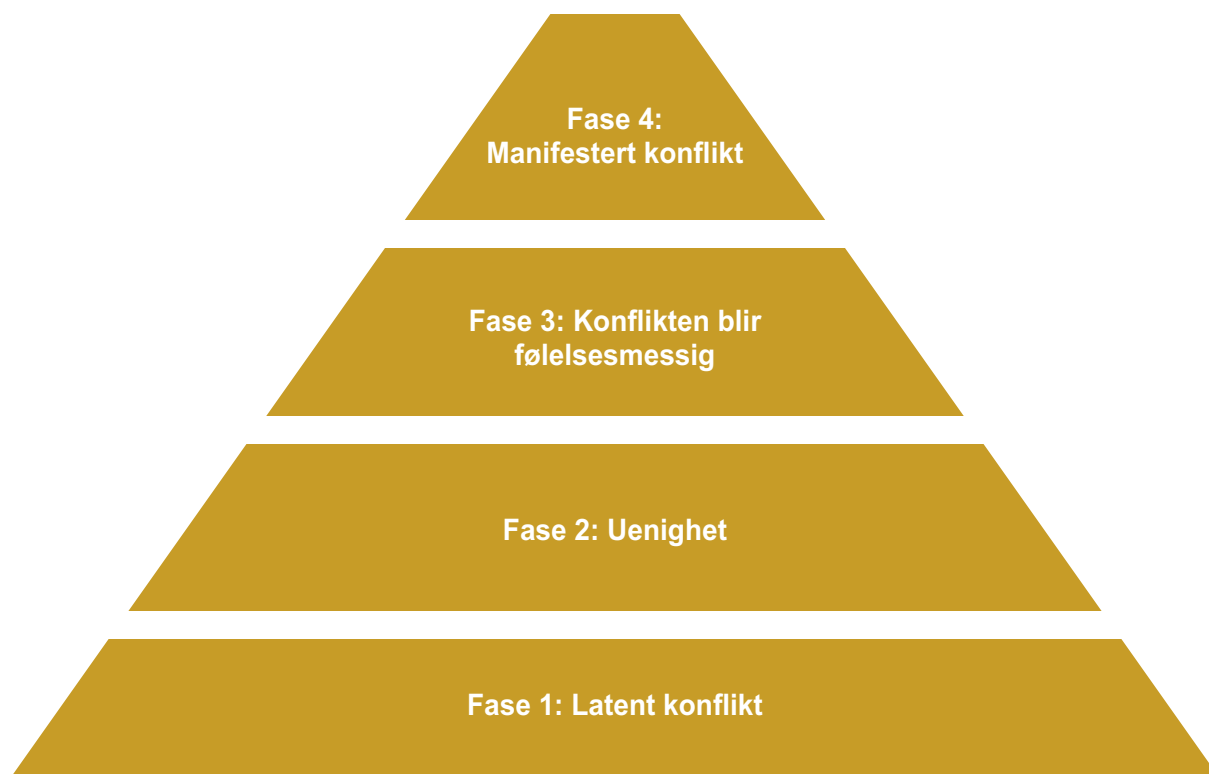 Fase 4:
Manifestert konflikt
Fase 3: Konflikten blir
følelsesmessig
Fase 2: Uenighet
Fase 1: Latent konflikt